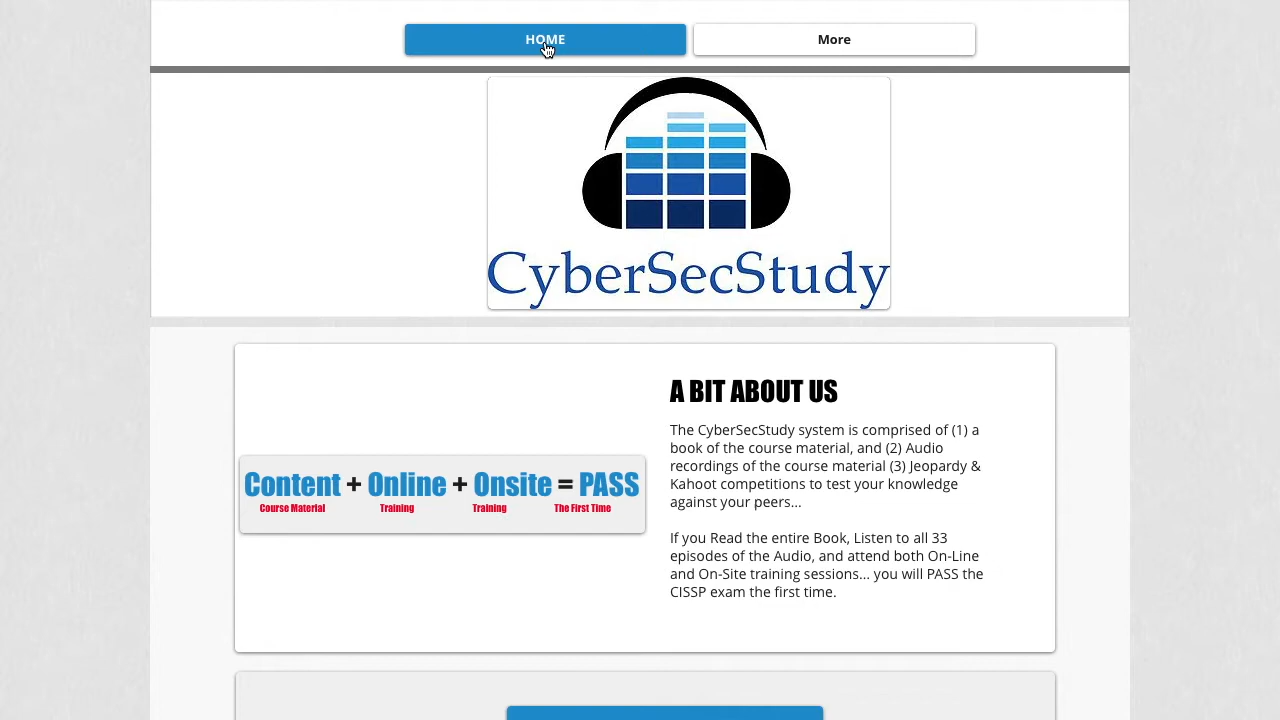 HOME
More
CyberSecStudy
A BIT ABOUT US
The CyberSecStudy system is comprised of (1) a
book of the course material, and (2) Audio
recordings of the course material (3) Jeopardy &
Kahoot competitions to test your knowledge
against your peers...
If you Read the entire Book, Listen to all 33
episodes of the Audio, and attend both On-Line
and On-Site training sessions... you will PASS the
CISSP exam the first time.
Content + Online + Onsite = PASS
Course Material Training Training The First Time